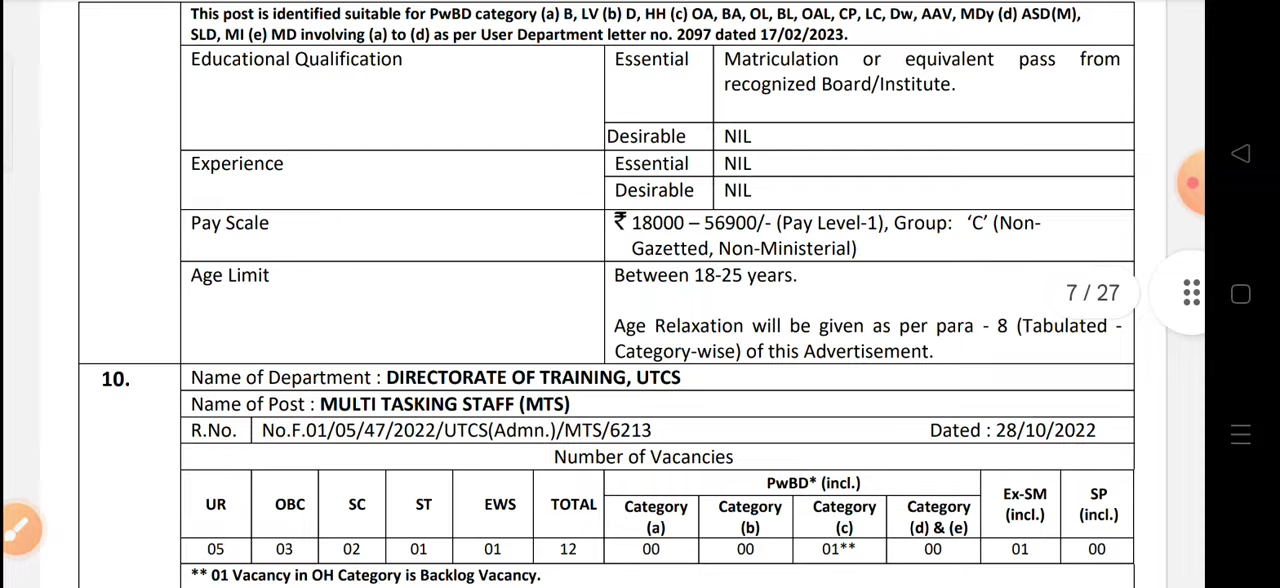 This post is identified suitable for PwBD category (a) B, LV (b) D, HH (c) OA, BA, OL, BL, OAL, CP, LC, Dw, AAV, MDy (d) ASD(M),
SLD, MI (e) MD involving (a) to (d) as per User Department letter no. 2097 dated 17/02/2023.
Educational Qualification Essential Matriculation or equivalent pass from
recognized Board/Institute.
Desirable NIL
Experience Essential NIL
Desirable NIL
Pay Scale ₹ 18000 – 56900/- (Pay Level-1), Group: ‘C’ (Non-
Gazetted, Non-Ministerial)
Age Limit Between 18-25 years.
7 / 27
Age Relaxation will be given as per para - 8 (Tabulated -
Category-wise) of this Advertisement.
10. Name of Department : DIRECTORATE OF TRAINING, UTCS
Name of Post : MULTI TASKING STAFF (MTS)
R.No. No.F.01/05/47/2022/UTCS(Admn.)/MTS/6213 Dated : 28/10/2022
Number of Vacancies
UR OBC SC ST EWS TOTAL PwBD* (incl.) Ex-SM (incl.) SP (incl.)
Category (a) Category (b) Category (c) Category (d) & (e)
05 03 02 01 01 12 00 00 01** 00 01 00
** 01 Vacancy in OH Category is Backlog Vacancy.